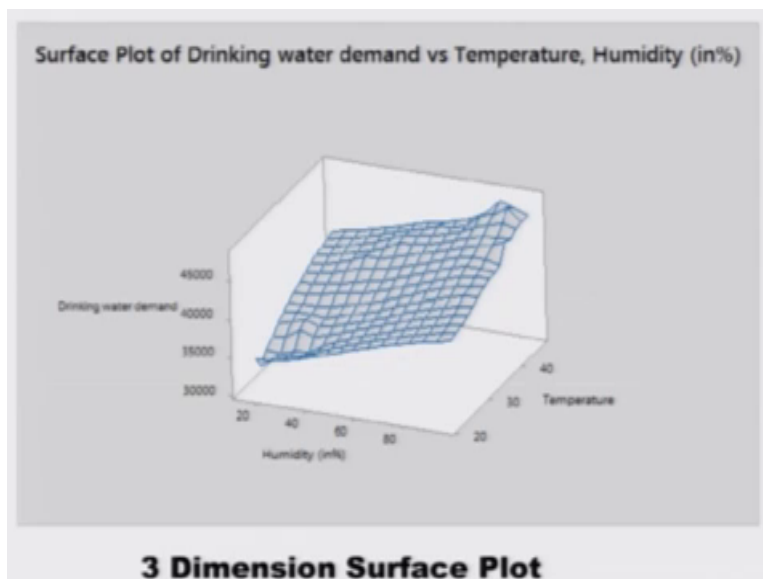 Surface Plot of Drinking water demand vs Temperature, Humidity (in%)
45000
Drinking water demand
40000
35000
30000
20
40
60
80
Humidity (in%)
20
30
40
Temperature
3 Dimension Surface Plot